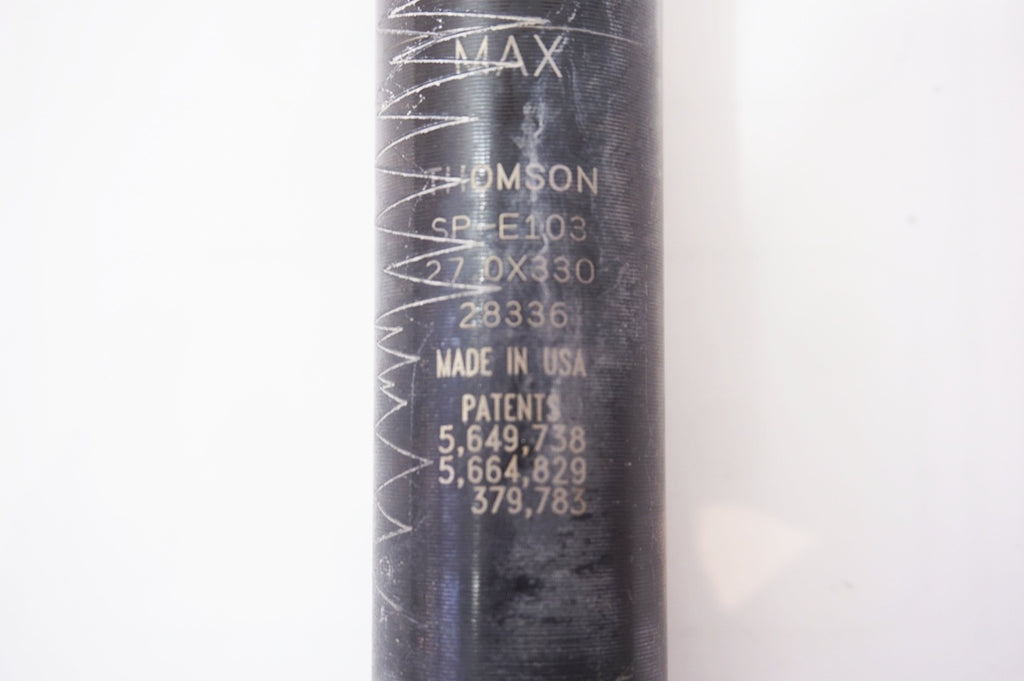 MAX
THOMSON
SP-E103
27.0X330
28336
MADE IN USA
PATENTS
5,649,738
5,664,829
379,783